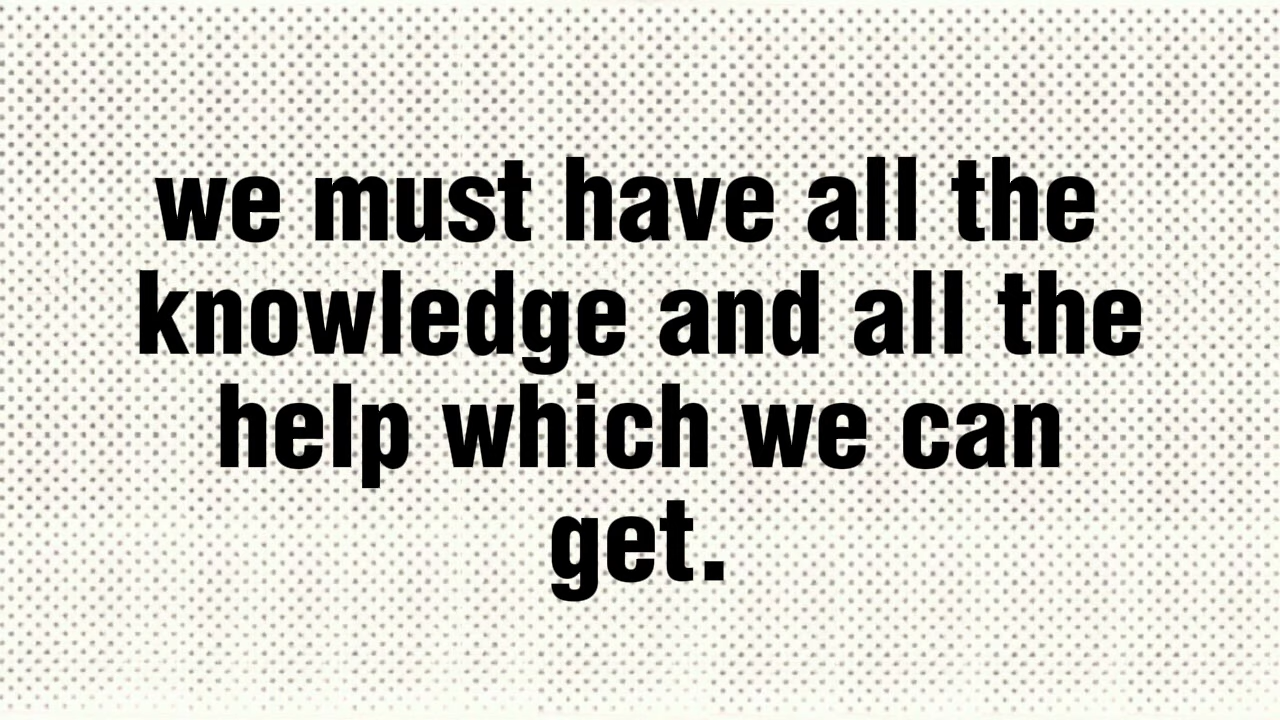 we must have all the
knowledge and all the
help which we can
get.